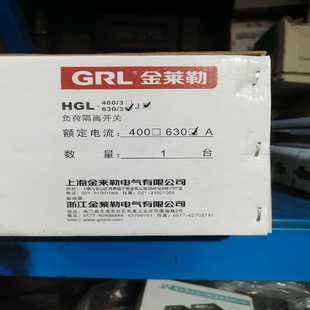 GRL 金莱勒
HGL 400/3□ J☑
630/3☑
负荷隔离开关
额定电流: 400□ 630☑ A
数量: 1 台
上海金来勒电气有限公司
浙江金莱勒电气有限公司